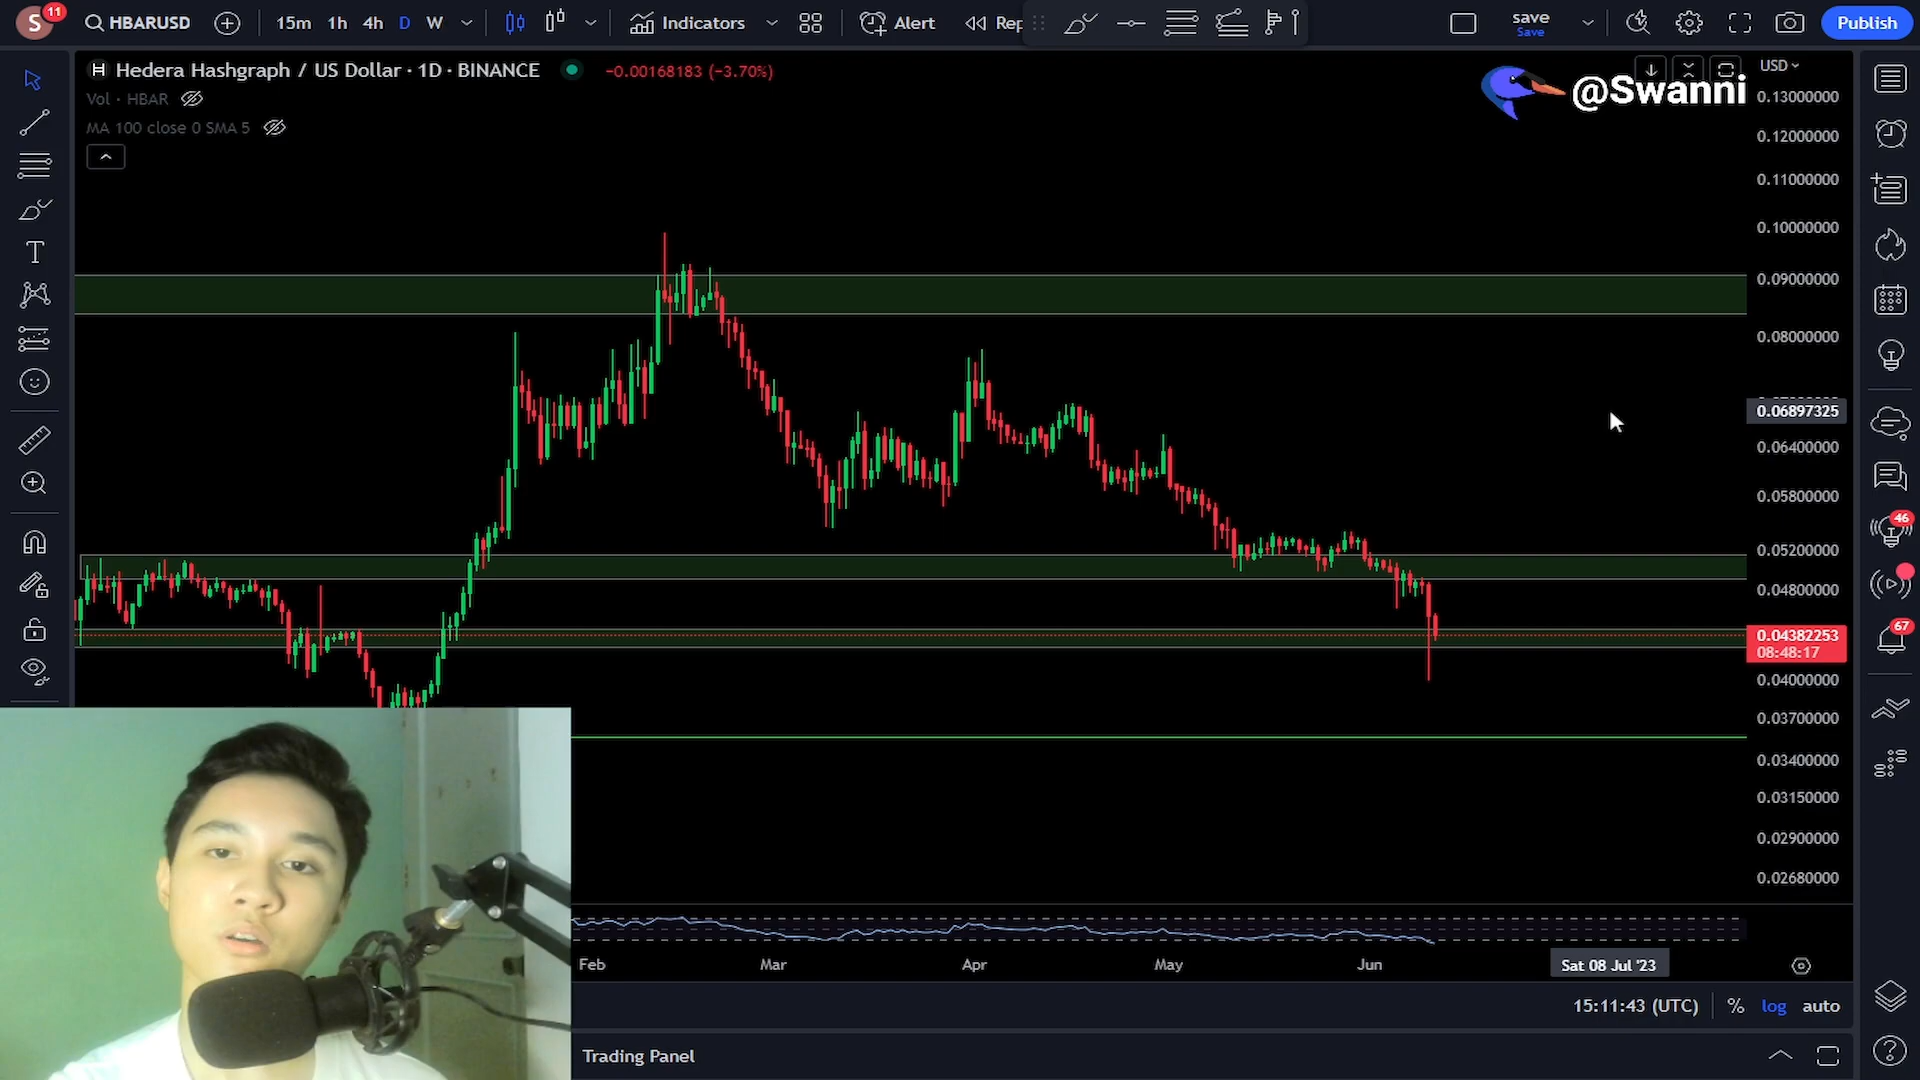 S 11 HBARUSD 15m 1h 4h D W Indicators Alert Rep save Save Publish
H Hedera Hashgraph / US Dollar · 1D · BINANCE −0.00168183 (−3.70%) USD
@Swanni
Vol · HBAR
MA 100 close 0 SMA 5
0.13000000
0.12000000
0.11000000
0.10000000
0.09000000
0.08000000
0.06897325
0.06400000
0.05800000
0.05200000
0.04800000
0.04382253
08:48:17
0.04000000
0.03700000
0.03400000
0.03150000
0.02900000
0.02680000
46
67
Feb Mar Apr May Jun Sat 08 Jul '23
15:11:43 (UTC) % log auto
Trading Panel